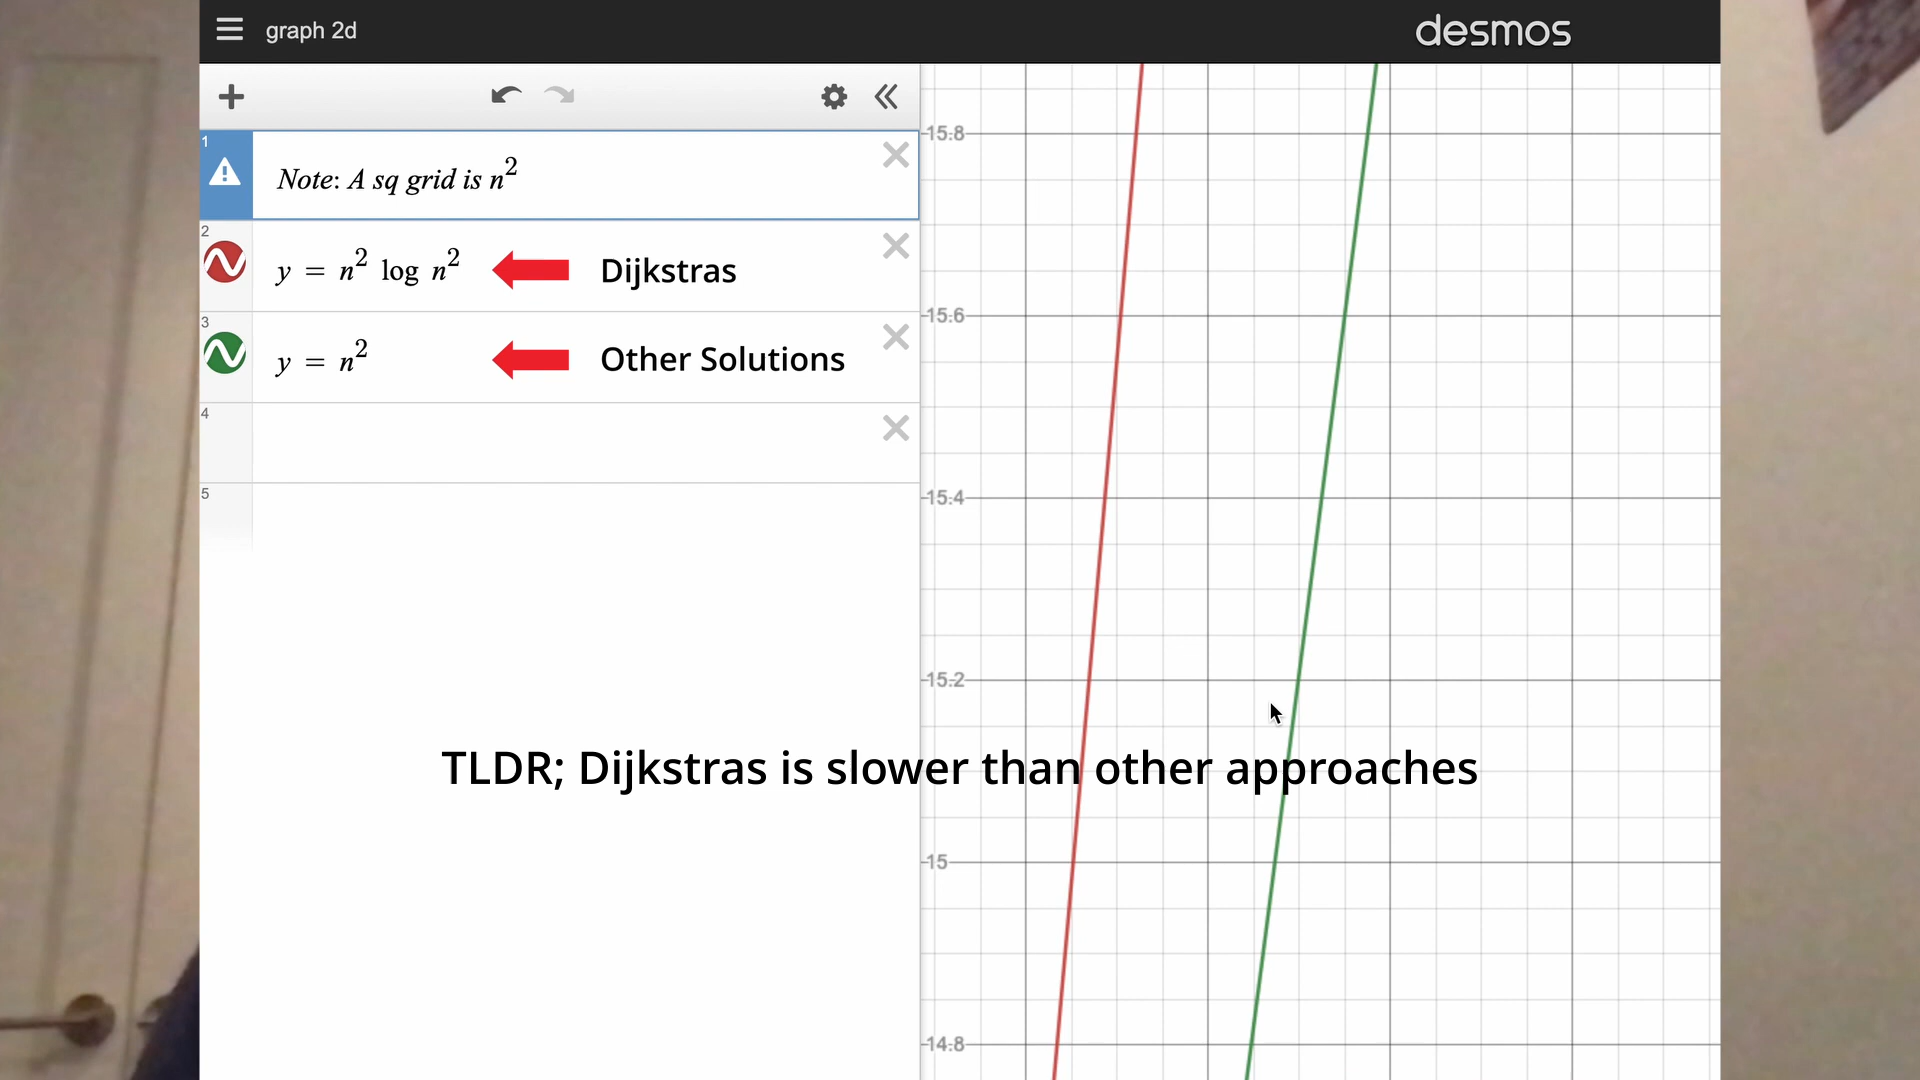 graph 2d
desmos
1
Note: A sq grid is n²
2
y = n² log n²
Dijkstras
3
y = n²
Other Solutions
4
5
15.8
15.6
15.4
15.2
15
14.8
TLDR; Dijkstras is slower than other approaches